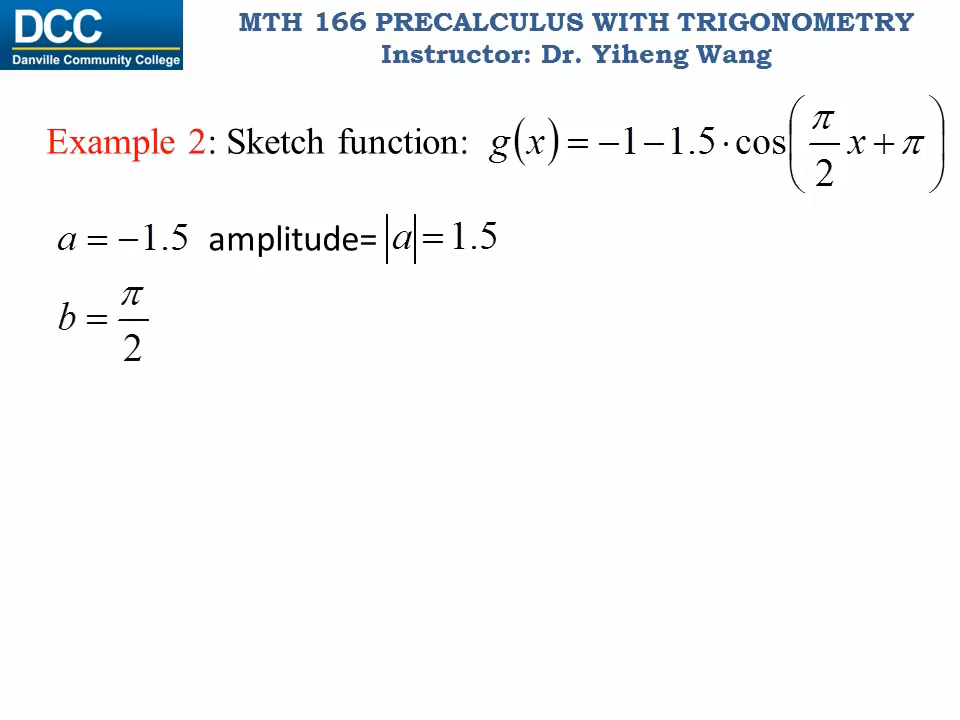 DCC
Danville Community College
MTH 166 PRECALCULUS WITH TRIGONOMETRY
Instructor: Dr. Yiheng Wang
Example 2: Sketch function: g(x) = −1 − 1.5 · cos(π/2 x + π)
a = −1.5 amplitude= |a| = 1.5
b = π/2